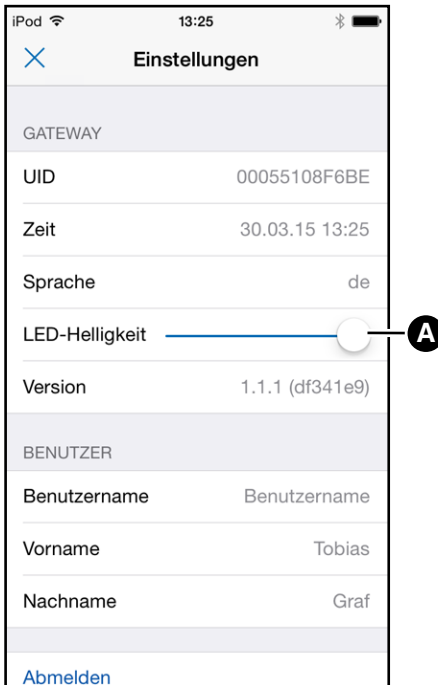 iPod 13:25
Einstellungen
GATEWAY
UID 00055108F6BE
Zeit 30.03.15 13:25
Sprache de
LED-Helligkeit A
Version 1.1.1 (df341e9)
BENUTZER
Benutzername Benutzername
Vorname Tobias
Nachname Graf
Abmelden